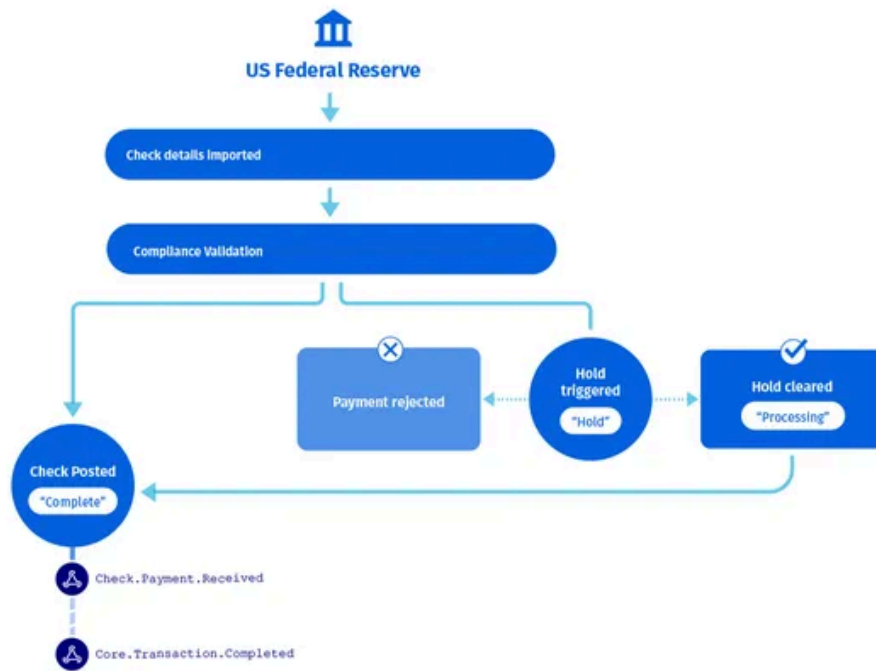 US Federal Reserve
Check details imported
Compliance Validation
Payment rejected
Hold
triggered
"Hold"
Hold cleared
"Processing"
Check Posted
"Complete"
Check.Payment.Received
Core.Transaction.Completed